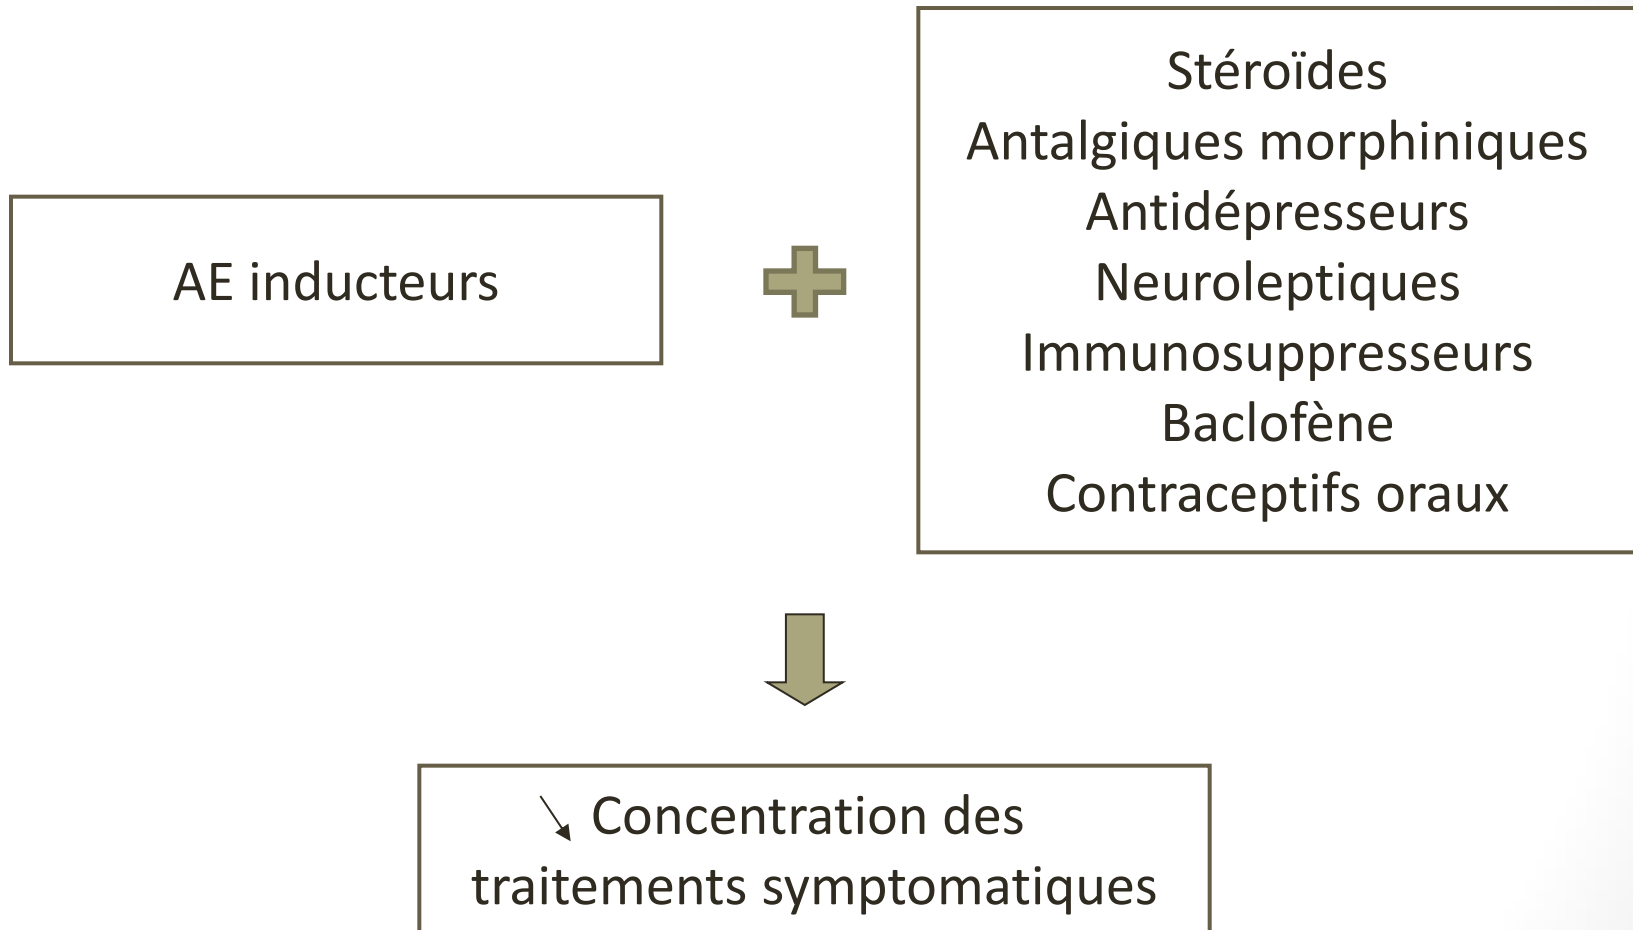 Stéroïdes
Antalgiques morphiniques
Antidépresseurs
Neuroleptiques
Immunosuppresseurs
Baclofène
Contraceptifs oraux
AE inducteurs
Concentration des
traitements symptomatiques